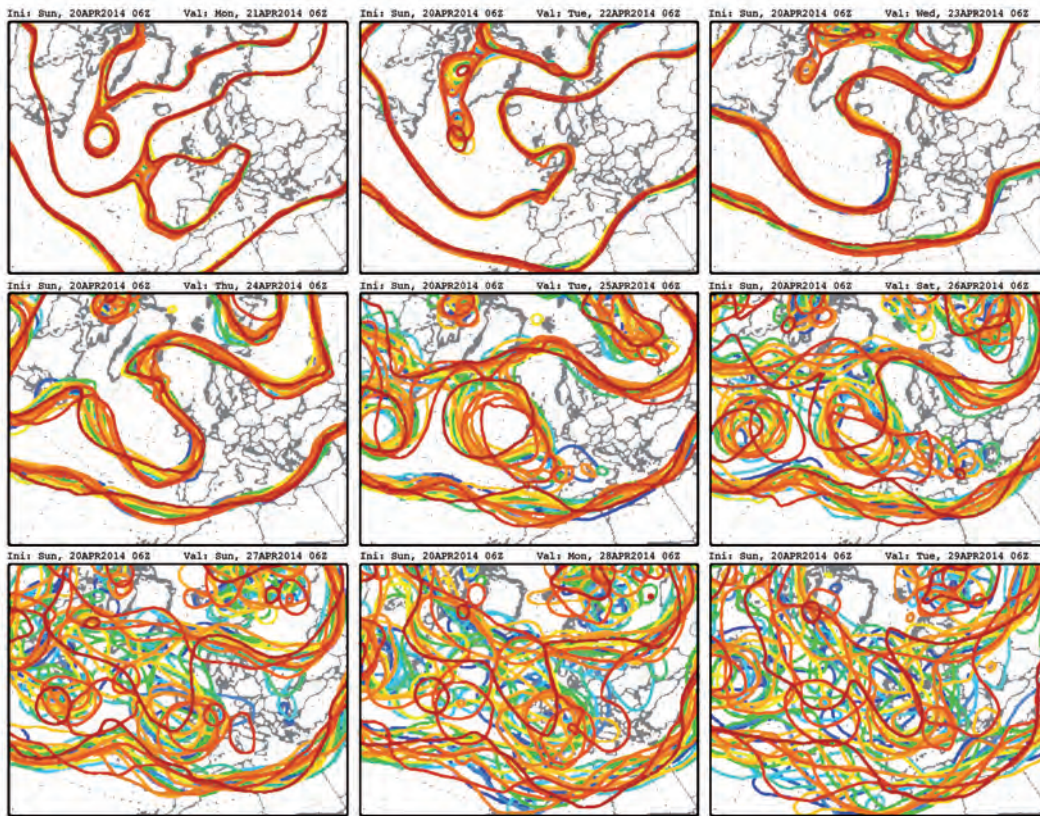 Ini: Sun, 20APR2014 06Z Val: Mon, 21APR2014 06Z
Ini: Sun, 20APR2014 06Z Val: Tue, 22APR2014 06Z
Ini: Sun, 20APR2014 06Z Val: Wed, 23APR2014 06Z
Ini: Sun, 20APR2014 06Z Val: Thu, 24APR2014 06Z
Ini: Sun, 20APR2014 06Z Val: Tue, 25APR2014 06Z
Ini: Sun, 20APR2014 06Z Val: Sat, 26APR2014 06Z
Ini: Sun, 20APR2014 06Z Val: Sun, 27APR2014 06Z
Ini: Sun, 20APR2014 06Z Val: Mon, 28APR2014 06Z
Ini: Sun, 20APR2014 06Z Val: Tue, 29APR2014 06Z